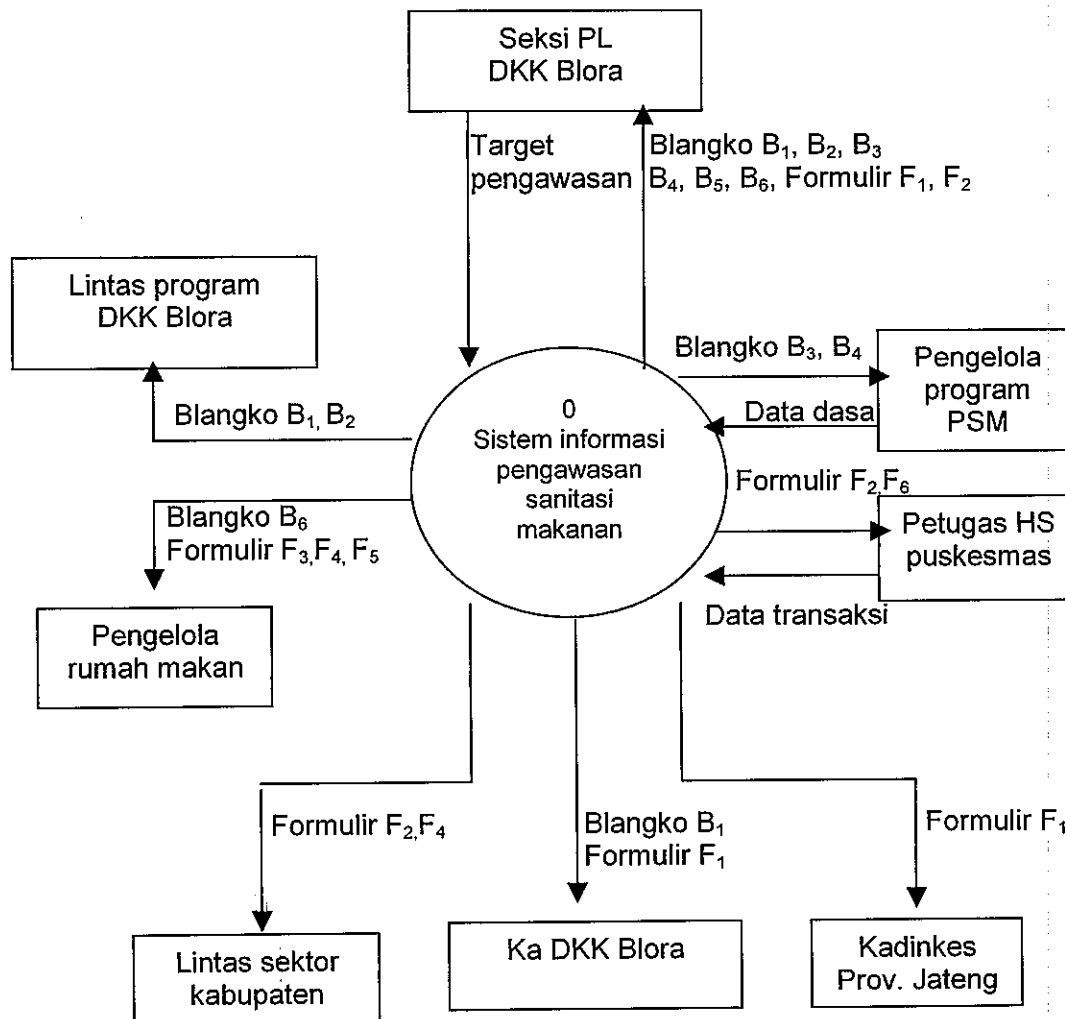 Seksi PL
DKK Blora
Target
pengawasan
Blangko B₁, B₂, B₃
B₄, B₅, B₆, Formulir F₁, F₂
Lintas program
DKK Blora
Blangko B₁, B₂
Blangko B₃, B₄
Pengelola
program
PSM
Data dasa
0
Sistem informasi
pengawasan
sanitasi
makanan
Formulir F₂,F₆
Petugas HS
puskesmas
Data transaksi
Blangko B₆
Formulir F₃,F₄, F₅
Pengelola
rumah makan
Formulir F₂,F₄
Blangko B₁
Formulir F₁
Formulir F₁
Lintas sektor
kabupaten
Ka DKK Blora
Kadinkes
Prov. Jateng